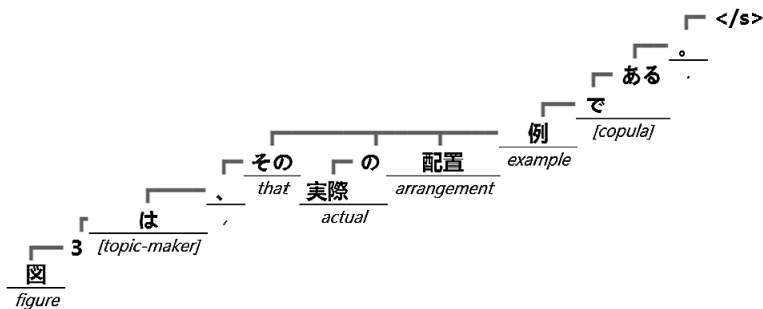 </s>
。
.
ある
で
[copula]
例
example
その の 配置
that 実際 arrangement
actual
、
,
は
3 [topic-maker]
図
figure